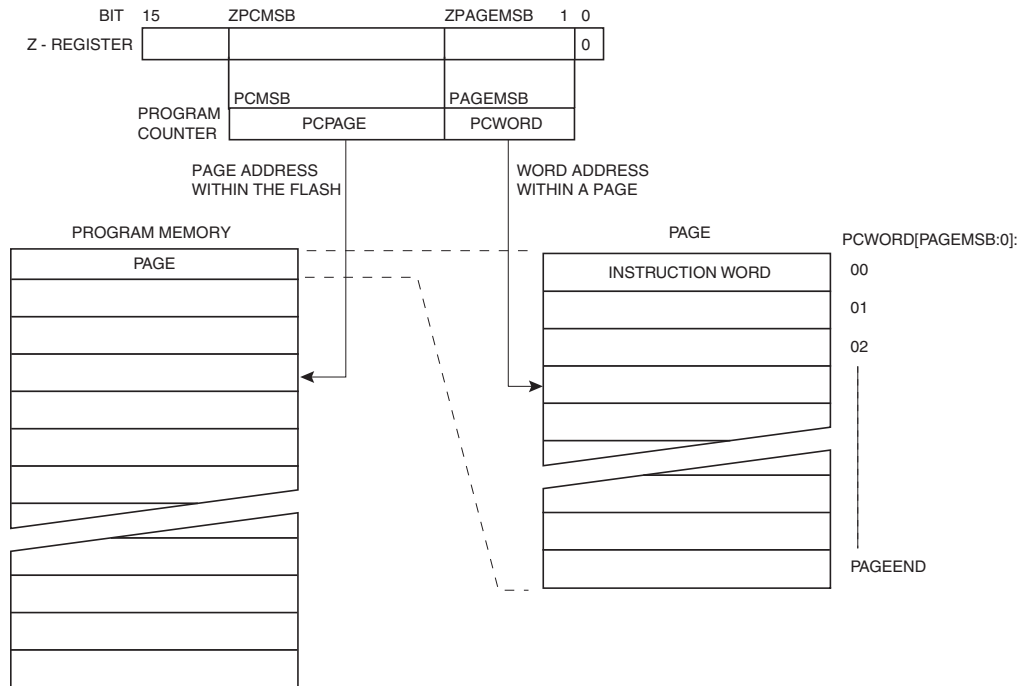 BIT 15 ZPCMSB ZPAGEMSB 1 0
Z - REGISTER 0
PCMSB PAGEMSB
PROGRAM
COUNTER
PCPAGE PCWORD
PAGE ADDRESS
WITHIN THE FLASH
WORD ADDRESS
WITHIN A PAGE
PROGRAM MEMORY
PAGE
PAGE
PCWORD[PAGEMSB:0]:
INSTRUCTION WORD
00
01
02
PAGEEND